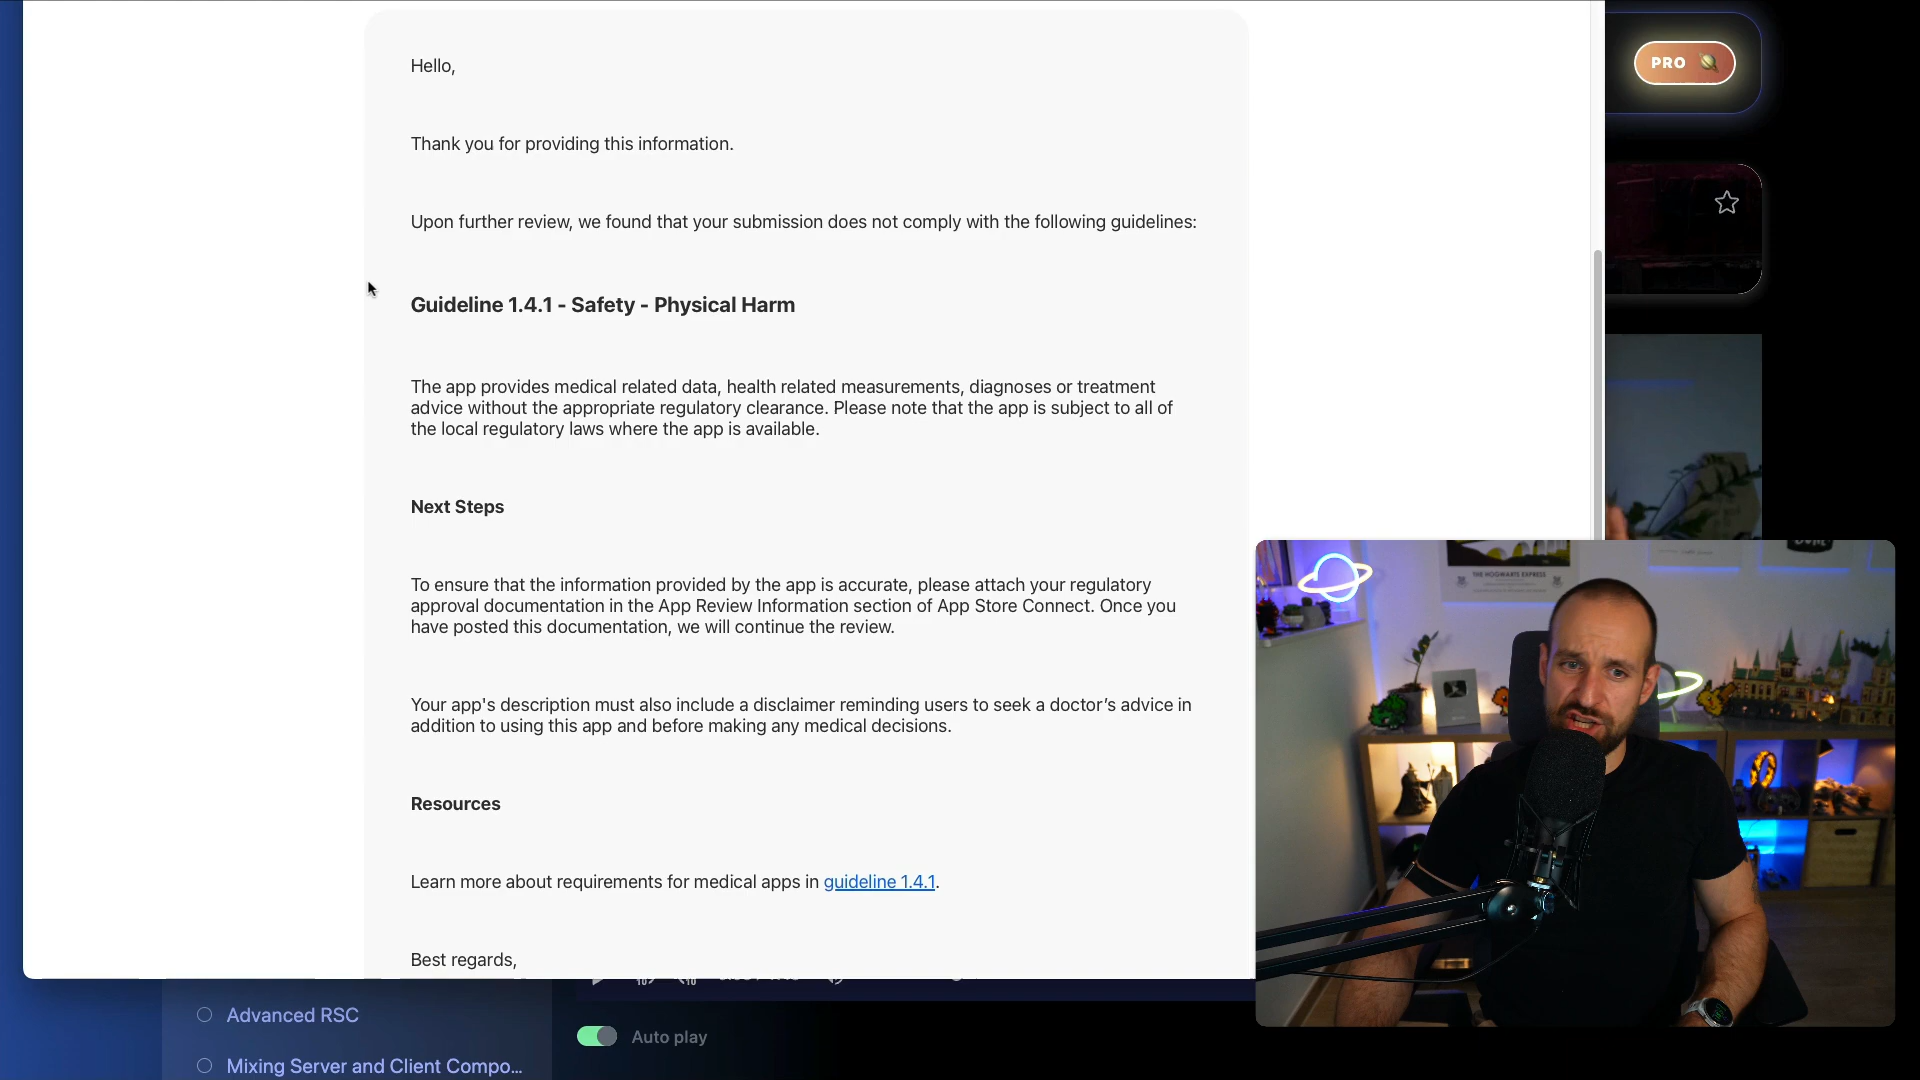 Hello,
Thank you for providing this information.
Upon further review, we found that your submission does not comply with the following guidelines:
Guideline 1.4.1 - Safety - Physical Harm
The app provides medical related data, health related measurements, diagnoses or treatment
advice without the appropriate regulatory clearance. Please note that the app is subject to all of
the local regulatory laws where the app is available.
Next Steps
To ensure that the information provided by the app is accurate, please attach your regulatory
approval documentation in the App Review Information section of App Store Connect. Once you
have posted this documentation, we will continue the review.
Your app's description must also include a disclaimer reminding users to seek a doctor’s advice in
addition to using this app and before making any medical decisions.
Resources
Learn more about requirements for medical apps in guideline 1.4.1.
Best regards,
PRO
THE HOGWARTS EXPRESS
Advanced RSC
Mixing Server and Client Compo...
Auto play